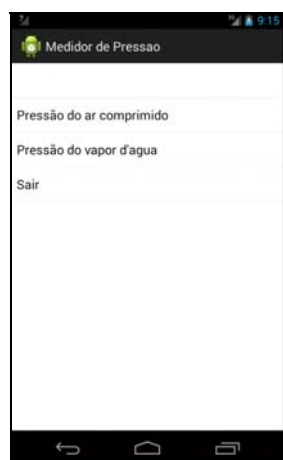 9:15
Medidor de Pressao
Pressão do ar comprimido
Pressão do vapor d'agua
Sair